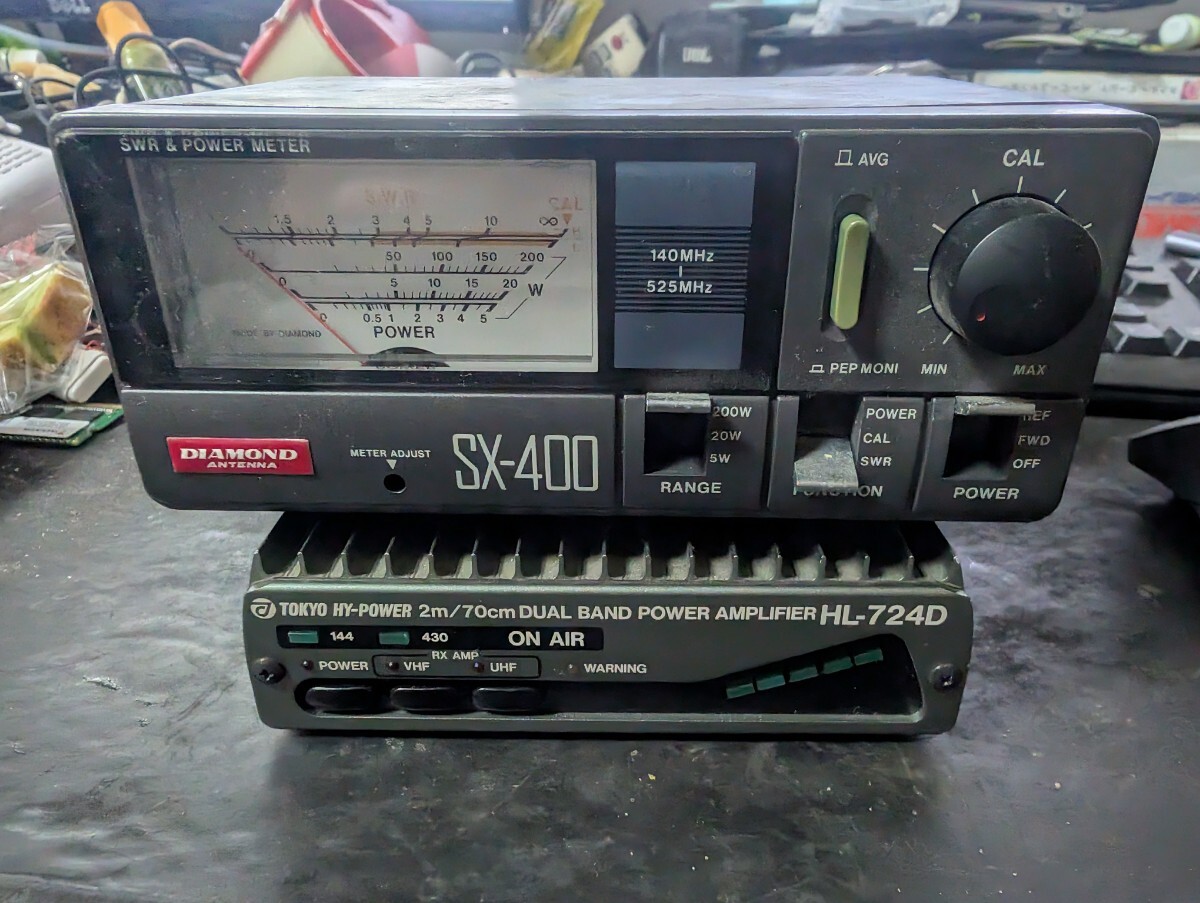 DELL
JBL
SWR & POWER METER
S.W.R
CAL
1.5 2 3 4 5 10 ∞
H
L
0 50 100 150 200
0 5 10 15 20
W
0 0.5 1 2 3 4 5
POWER
MADE BY DIAMOND
140MHz
525MHz
AVG
PEP MONI
CAL
MIN
MAX
DIAMOND
ANTENNA
METER ADJUST
SX-400
200W
20W
5W
RANGE
POWER
CAL
SWR
FUNCTION
REF
FWD
OFF
POWER
TOKYO HY-POWER 2m/70cm DUAL BAND POWER AMPLIFIER HL-724D
144 430 ON AIR
RX AMP
POWER VHF UHF WARNING